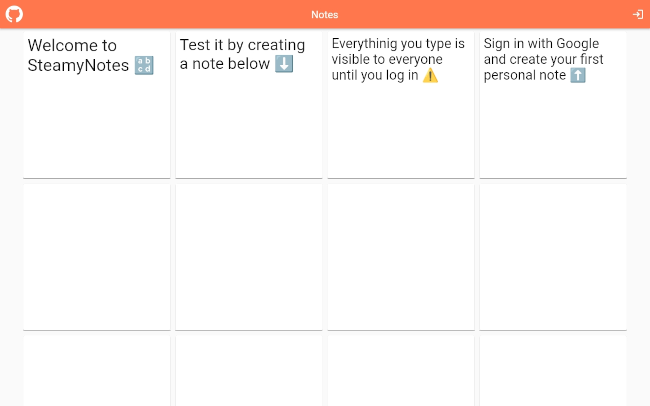 Notes
Welcome to
SteamyNotes 🔡
Test it by creating
a note below ⬇️
Everythinig you type is
visible to everyone
until you log in ⚠️
Sign in with Google
and create your first
personal note ⬆️